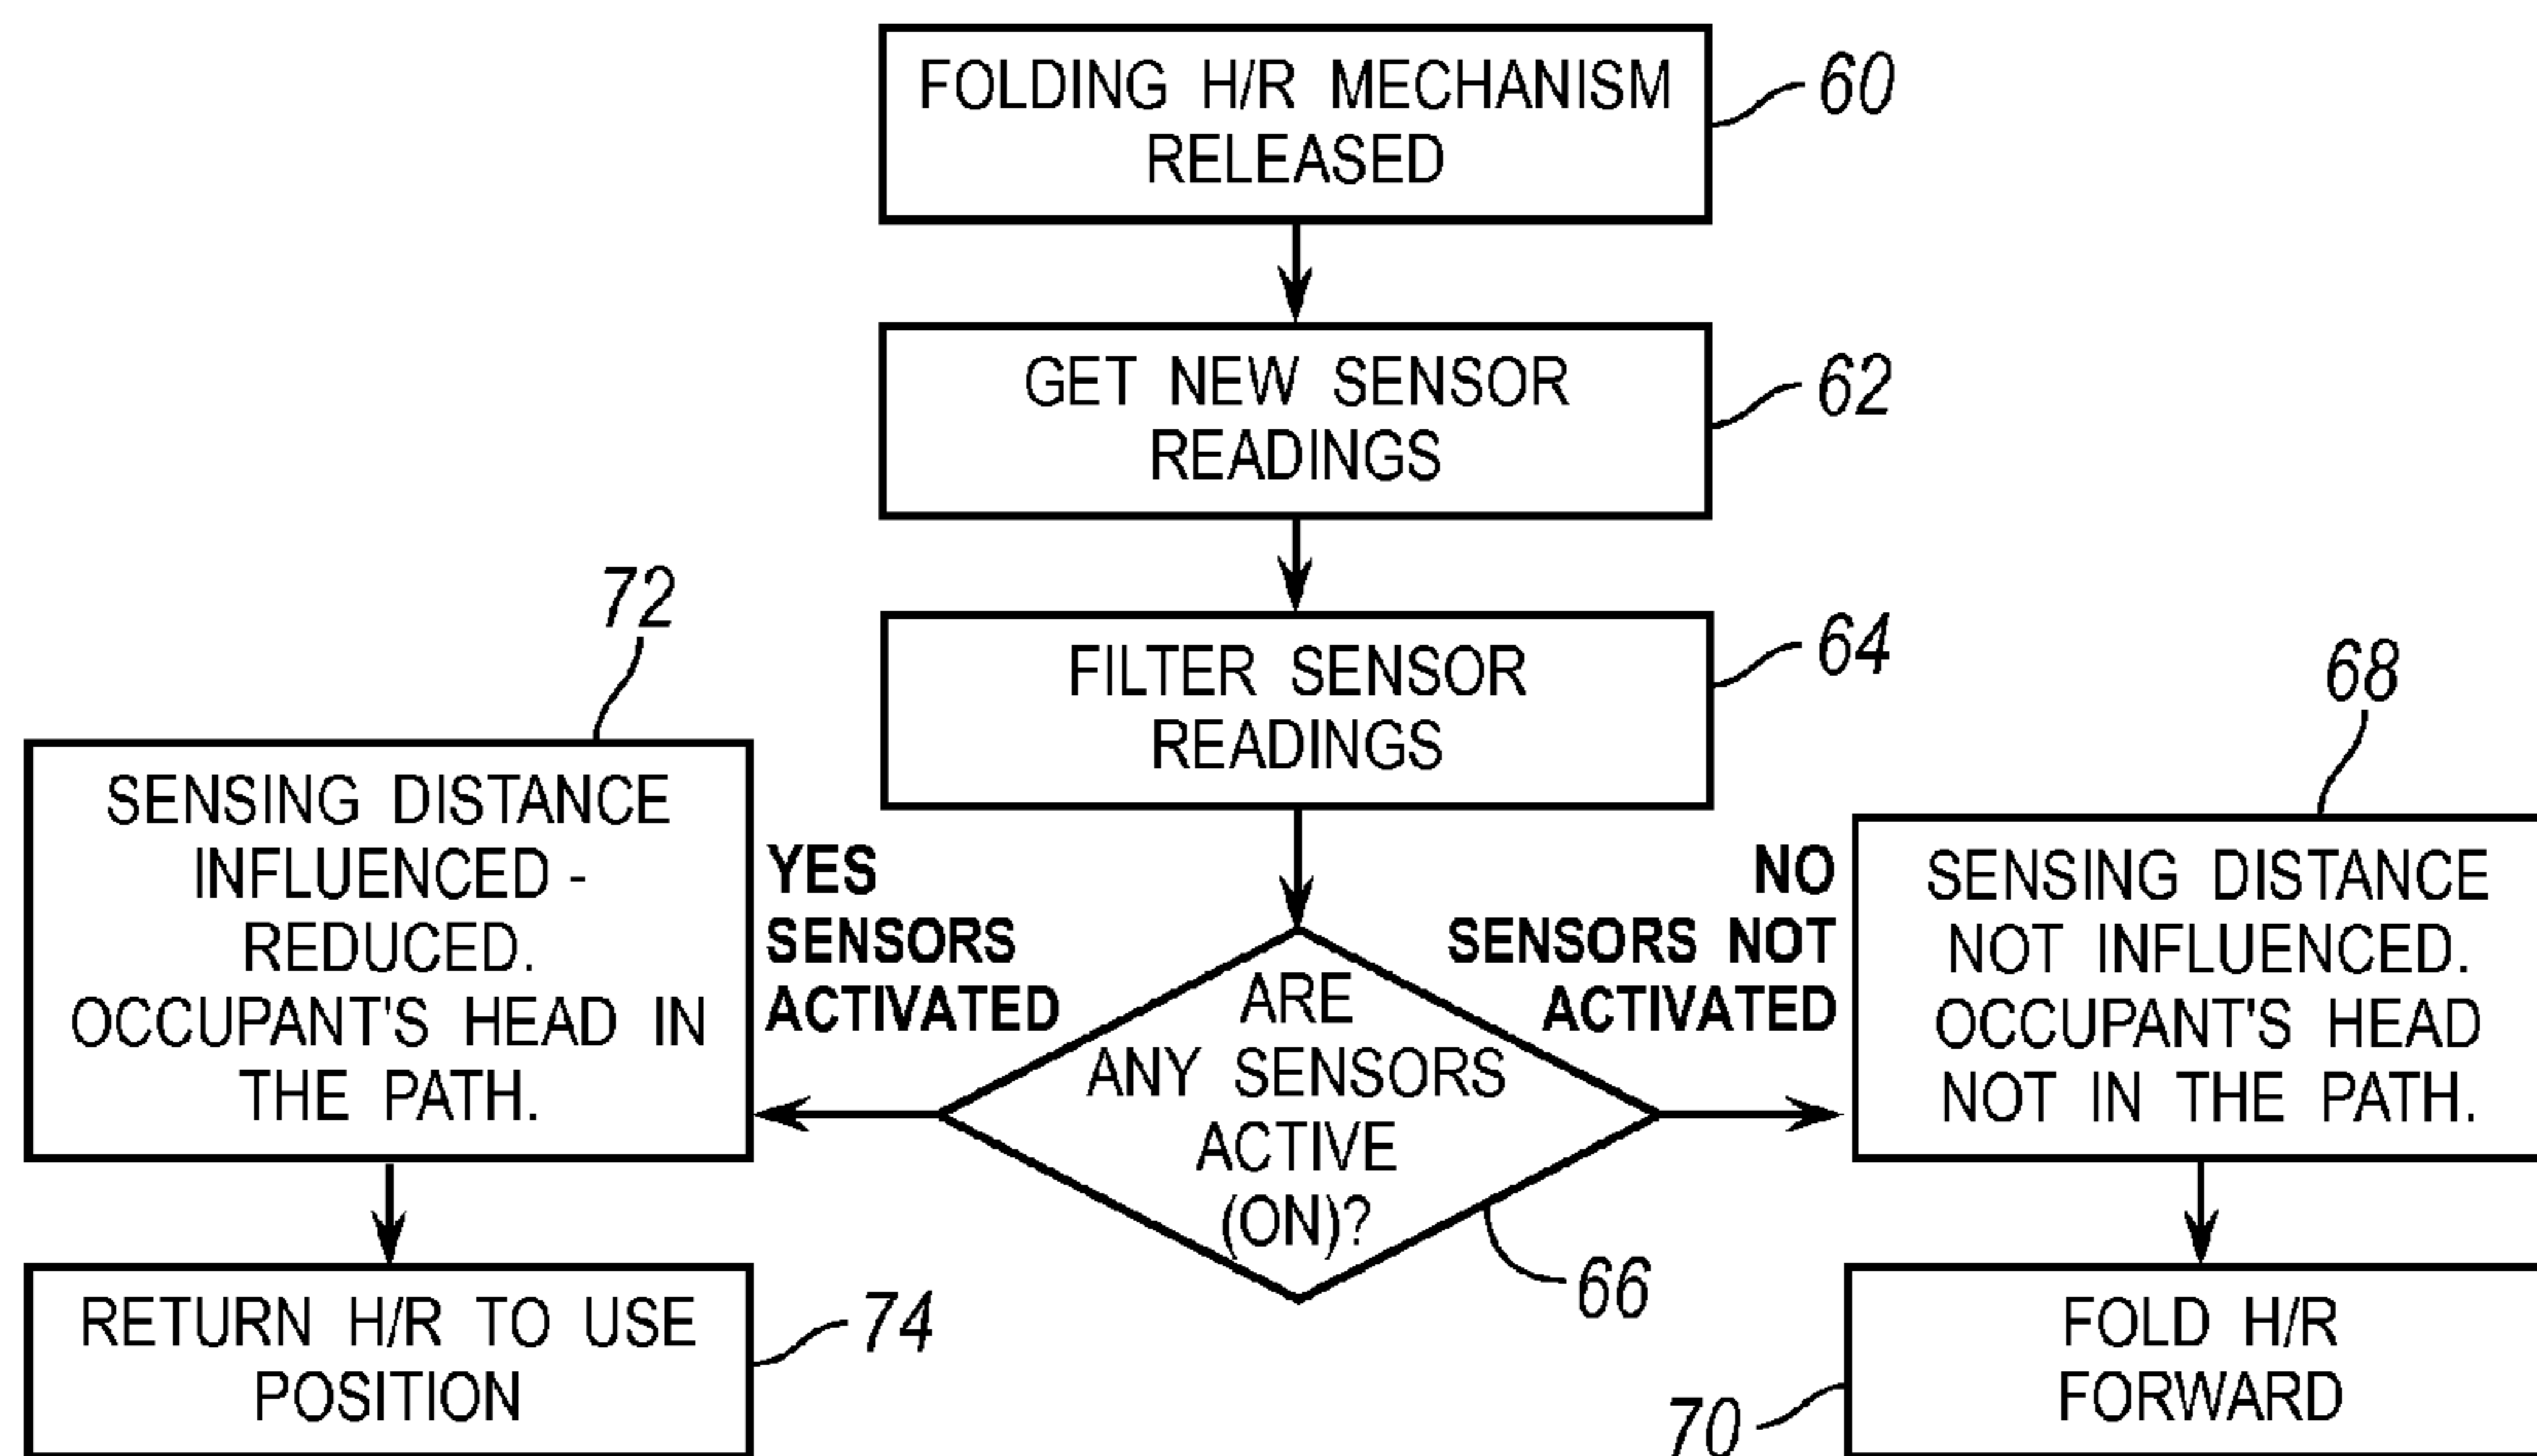 FOLDING H/R MECHANISM
RELEASED
60
GET NEW SENSOR
READINGS
62
FILTER SENSOR
READINGS
64
72
SENSING DISTANCE
INFLUENCED -
REDUCED.
OCCUPANT'S HEAD IN
THE PATH.
YES
SENSORS
ACTIVATED
ARE
ANY SENSORS
ACTIVE
(ON)?
66
NO
SENSORS NOT
ACTIVATED
68
SENSING DISTANCE
NOT INFLUENCED.
OCCUPANT'S HEAD
NOT IN THE PATH.
RETURN H/R TO USE
POSITION
74
FOLD H/R
FORWARD
70